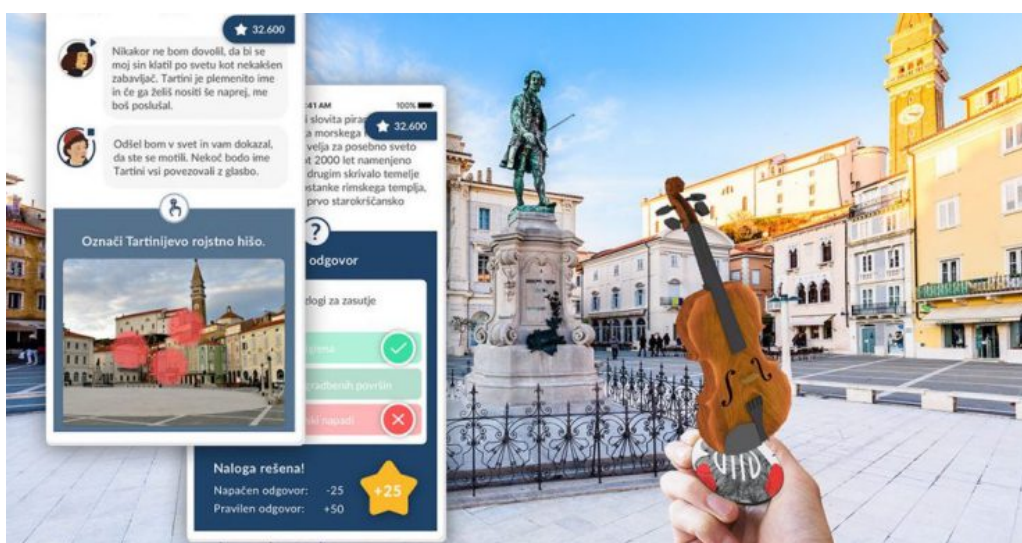 32.600
Nikakor ne bom dovolil, da bi se
moj sin klatil po svetu kot nekakšen
zabavljač. Tartini je plemenito ime
in če ga želiš nositi še naprej, me
boš poslušal.
Odšel bom v svet in vam dokazal,
da ste se motili. Nekoč bodo ime
Tartini vsi povezovali z glasbo.
Označi Tartinijevo rojstno hišo.
:41 AM
100%
i slovita
32.600
a morskega
velja za posebno sveto
2000 let namenjeno
drugim skrivalo temelje
ostanke rimskega templja,
prvo starokrščansko
?
odgovor
zlogi za zasutje
gradbenih površin
napadi
Naloga rešena!
Napačen odgovor: -25
Pravilen odgovor: +50
+25